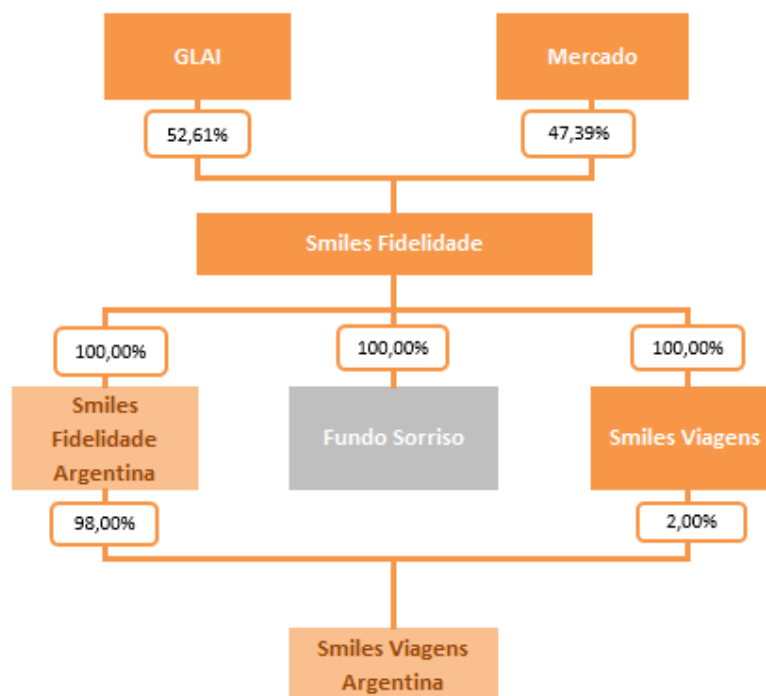 GLAI
Mercado
52,61%
47,39%
Smiles Fidelidade
100,00%
100,00%
100,00%
Smiles
Fidelidade
Argentina
Fundo Sorriso
Smiles Viagens
98,00%
2,00%
Smiles Viagens
Argentina